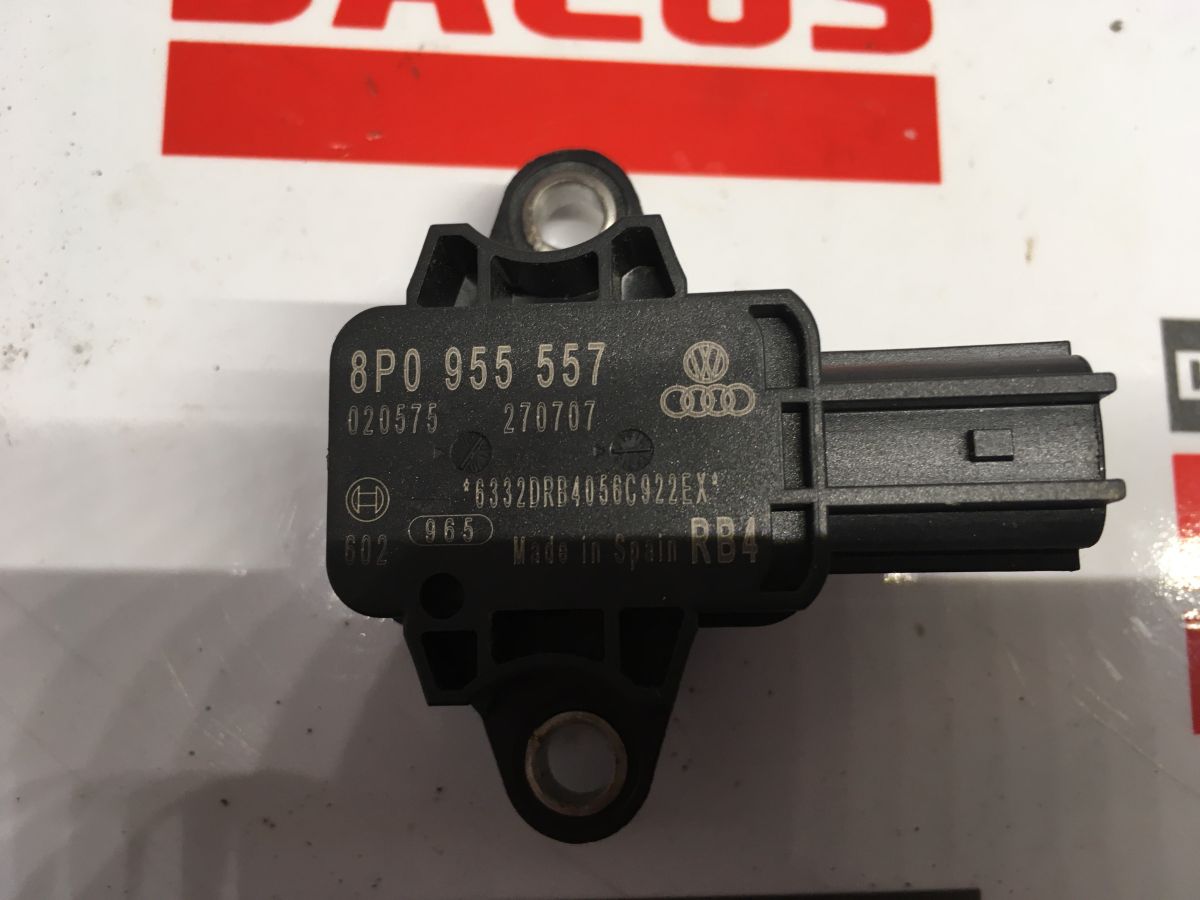 8P0 955 557
020575 270707
*6332DRB4056C922EX*
965
602 Made in Spain RB4